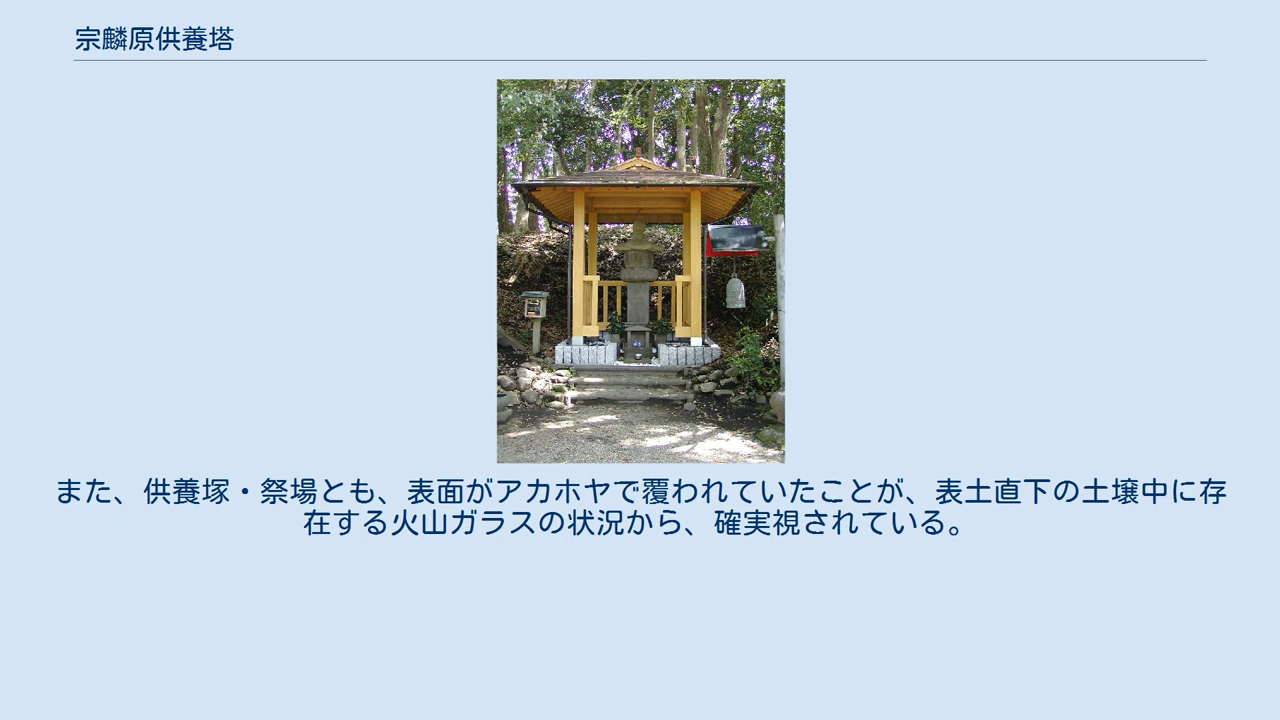 宗麟原供養塔
また、供養塚・祭場とも、表面がアカホヤで覆われていたことが、表土直下の土壌中に存
在する火山ガラスの状況から、確実視されている。